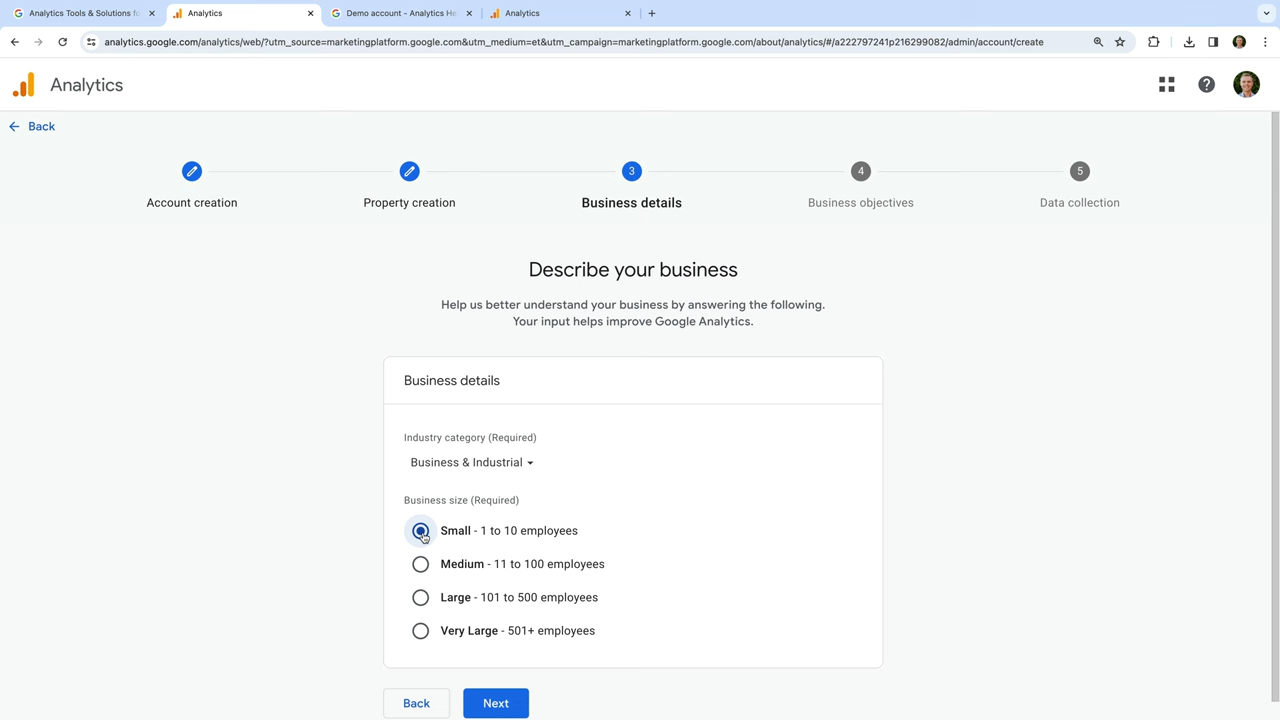 Analytics Tools & Solutions fo
Analytics
Demo account - Analytics He
Analytics
analytics.google.com/analytics/web/?utm_source=marketingplatform.google.com&utm_medium=et&utm_campaign=marketingplatform.google.com/about/analytics/#/a222797241p216299082/admin/account/create
Analytics
Back
3
4
5
Account creation
Property creation
Business details
Business objectives
Data collection
Describe your business
Help us better understand your business by answering the following.
Your input helps improve Google Analytics.
Business details
Industry category (Required)
Business & Industrial
Business size (Required)
Small - 1 to 10 employees
Medium - 11 to 100 employees
Large - 101 to 500 employees
Very Large - 501+ employees
Back
Next